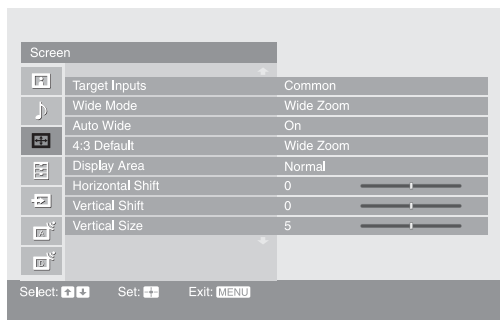 Screen
Target Inputs Common
Wide Mode Wide Zoom
Auto Wide On
4:3 Default Wide Zoom
Display Area Normal
Horizontal Shift 0
Vertical Shift 0
Vertical Size 5
Select: Set: Exit: MENU